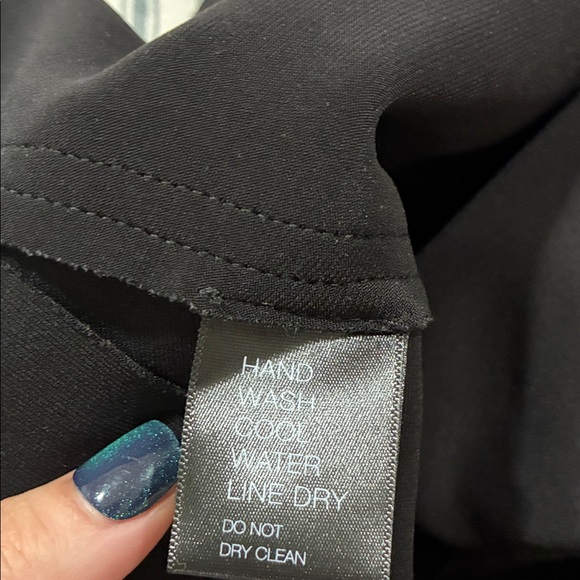 HAND
WASH
COOL
WATER
LINE DRY
DO NOT
DRY CLEAN